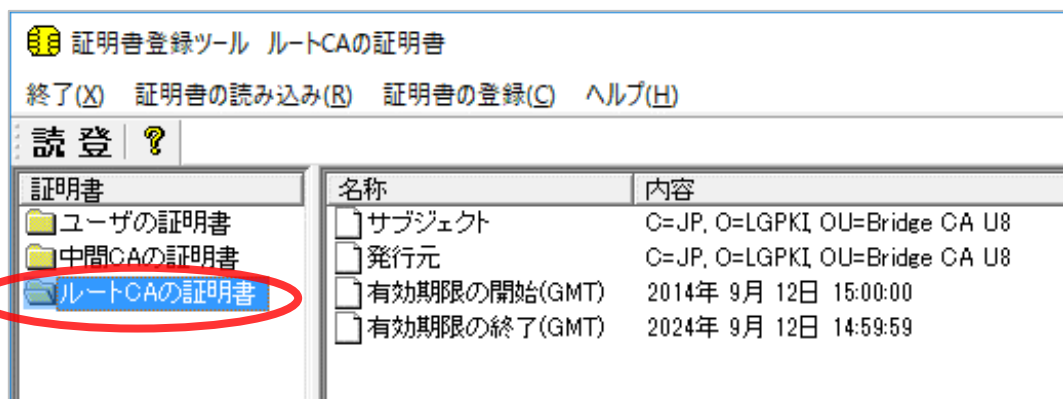 証明書登録ツール ルートCAの証明書
終了(X) 証明書の読み込み(R) 証明書の登録(C) ヘルプ(H)
読 登 ?
証明書 名称 内容
ユーザの証明書 サブジェクト C=JP, O=LGPKI, OU=Bridge CA U8
中間CAの証明書 発行元 C=JP, O=LGPKI, OU=Bridge CA U8
ルートCAの証明書 有効期限の開始(GMT) 2014年 9月 12日 15:00:00
有効期限の終了(GMT) 2024年 9月 12日 14:59:59